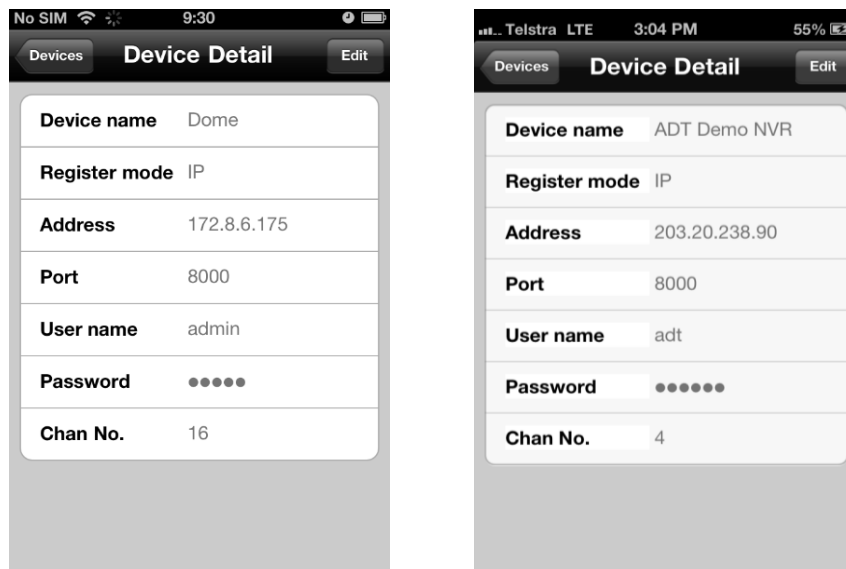 No SIM 9:30
Devices Device Detail Edit
Device name Dome
Register mode IP
Address 172.8.6.175
Port 8000
User name admin
Password ●●●●●
Chan No. 16
Telstra LTE 3:04 PM 55%
Devices Device Detail Edit
Device name ADT Demo NVR
Register mode IP
Address 203.20.238.90
Port 8000
User name adt
Password ●●●●●●
Chan No. 4